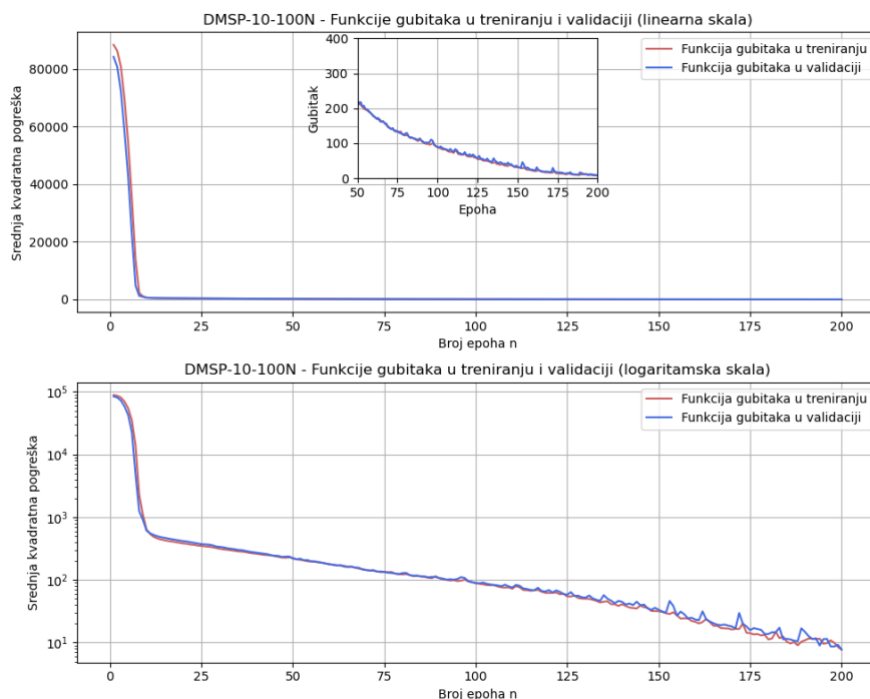 DMSP-10-100N - Funkcije gubitaka u treniranju i validaciji (linearna skala)
Srednja kvadratna pogreška
80000
60000
40000
20000
0
Gubitak
400
300
200
100
0
50 75 100 125 150 175 200
Epoha
Funkcija gubitaka u treniranju
Funkcija gubitaka u validaciji
0 25 50 75 100 125 150 175 200
Broj epoha n
DMSP-10-100N - Funkcije gubitaka u treniranju i validaciji (logaritamska skala)
Srednja kvadratna pogreška
10⁵
10⁴
10³
10²
10¹
Funkcija gubitaka u treniranju
Funkcija gubitaka u validaciji
0 25 50 75 100 125 150 175 200
Broj epoha n